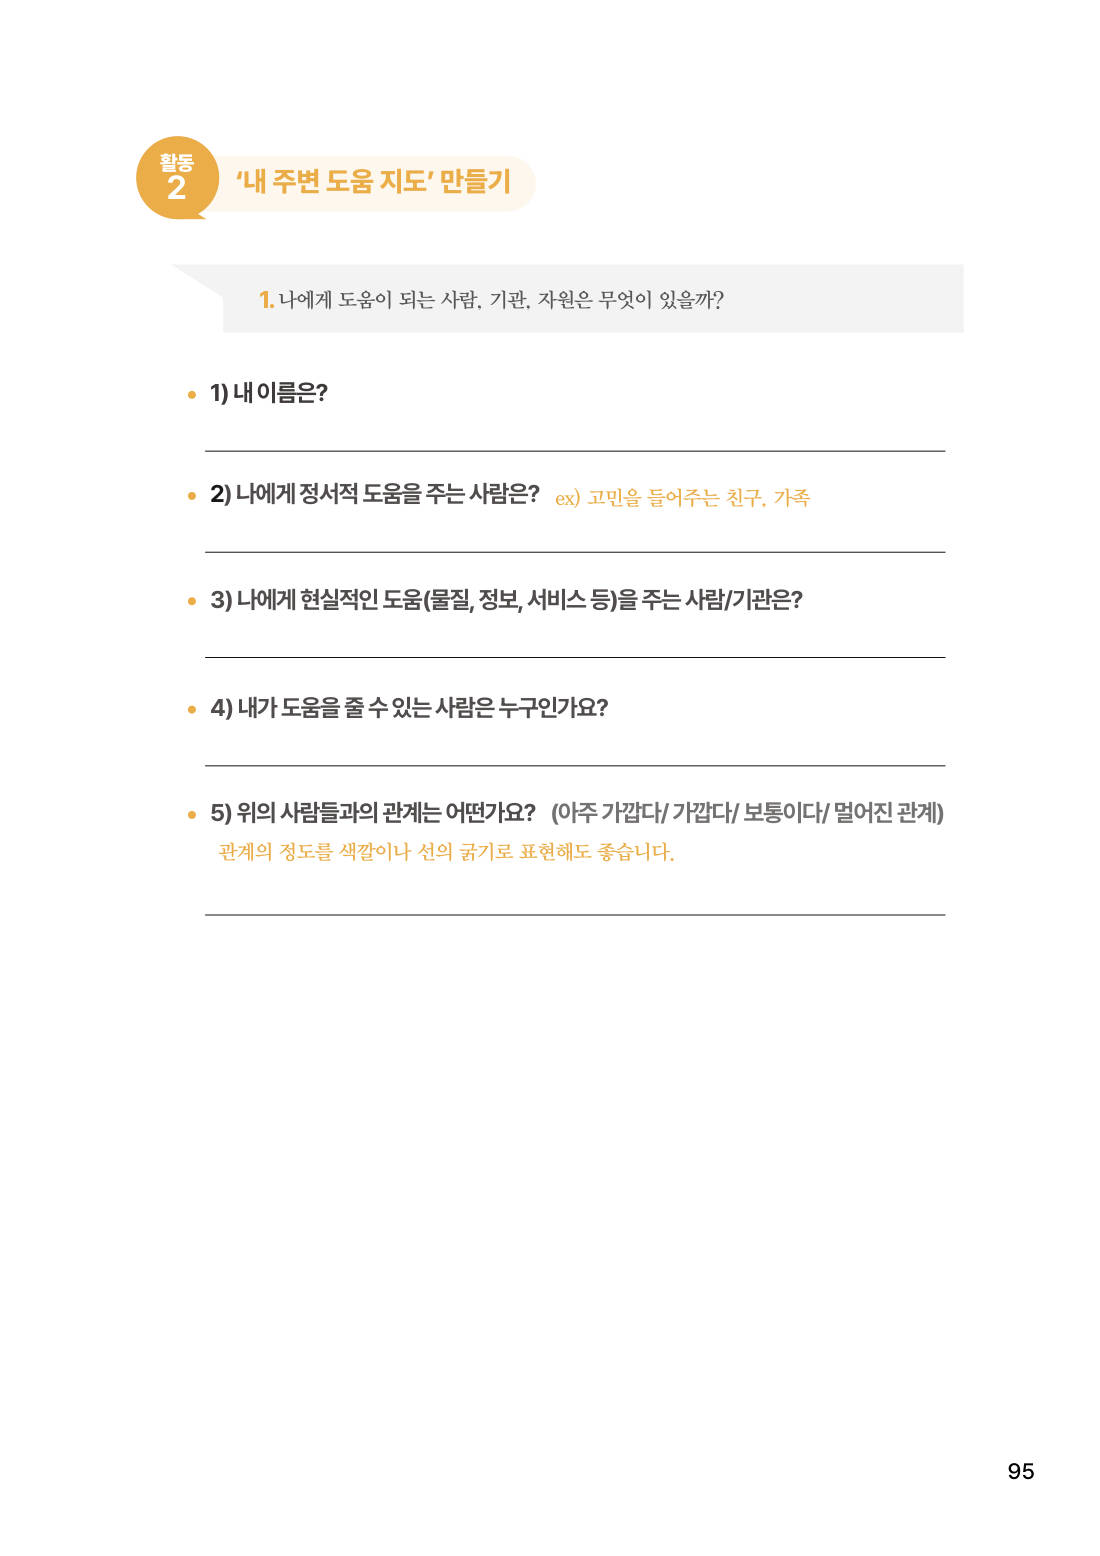 활동
2
‘내 주변 도움 지도’ 만들기
1. 나에게 도움이 되는 사람, 기관, 자원은 무엇이 있을까?
• 1) 내 이름은?
• 2) 나에게 정서적 도움을 주는 사람은? ex) 고민을 들어주는 친구, 가족
• 3) 나에게 현실적인 도움(물질, 정보, 서비스 등)을 주는 사람/기관은?
• 4) 내가 도움을 줄 수 있는 사람은 누구인가요?
• 5) 위의 사람들과의 관계는 어떤가요? (아주 가깝다/ 가깝다/ 보통이다/ 멀어진 관계)
관계의 정도를 색깔이나 선의 굵기로 표현해도 좋습니다.
95